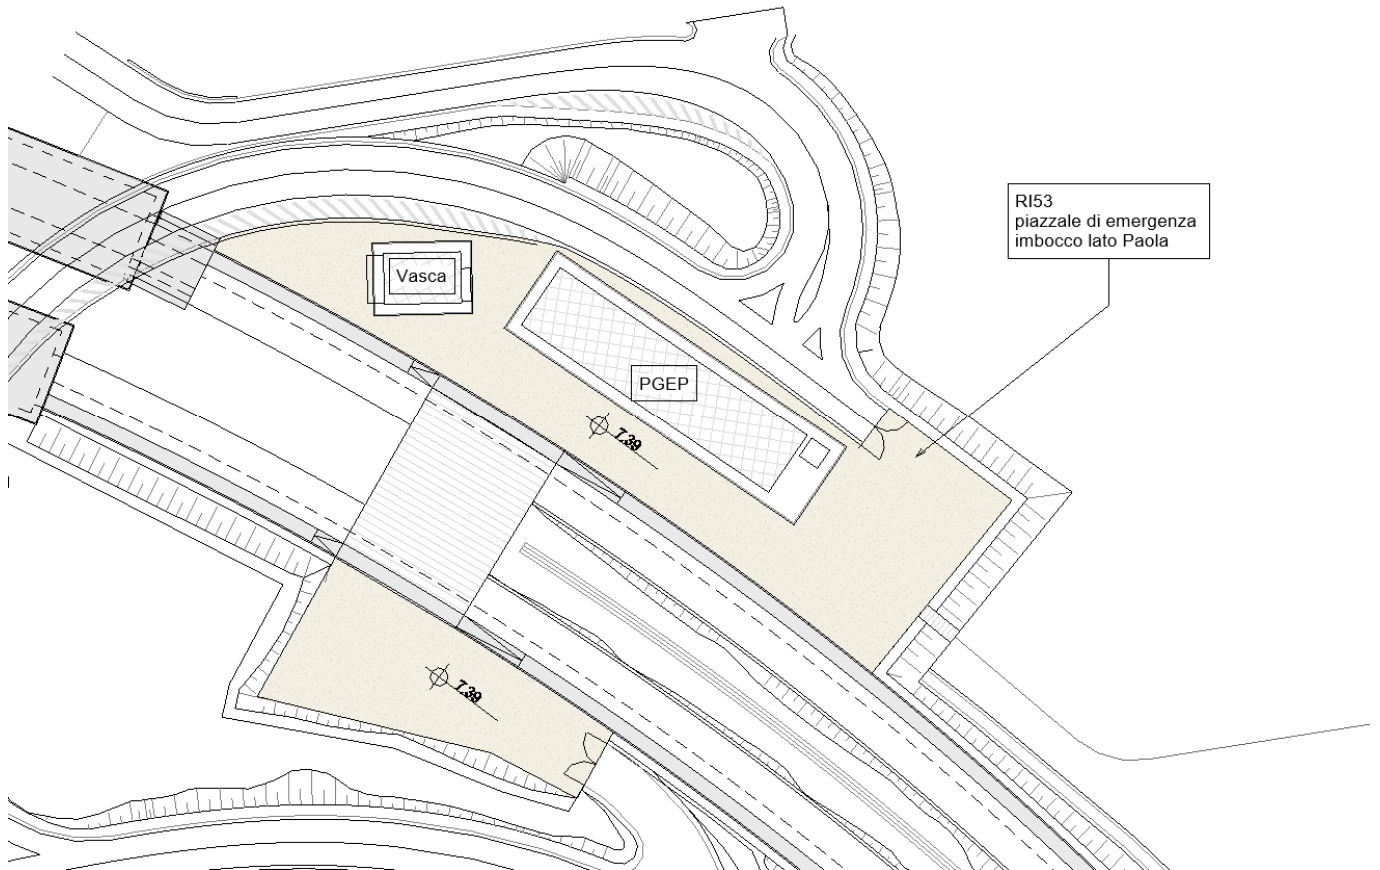 RI53
piazzale di emergenza
imbocco lato Paola
Vasca
PGEP
7.39
7.39